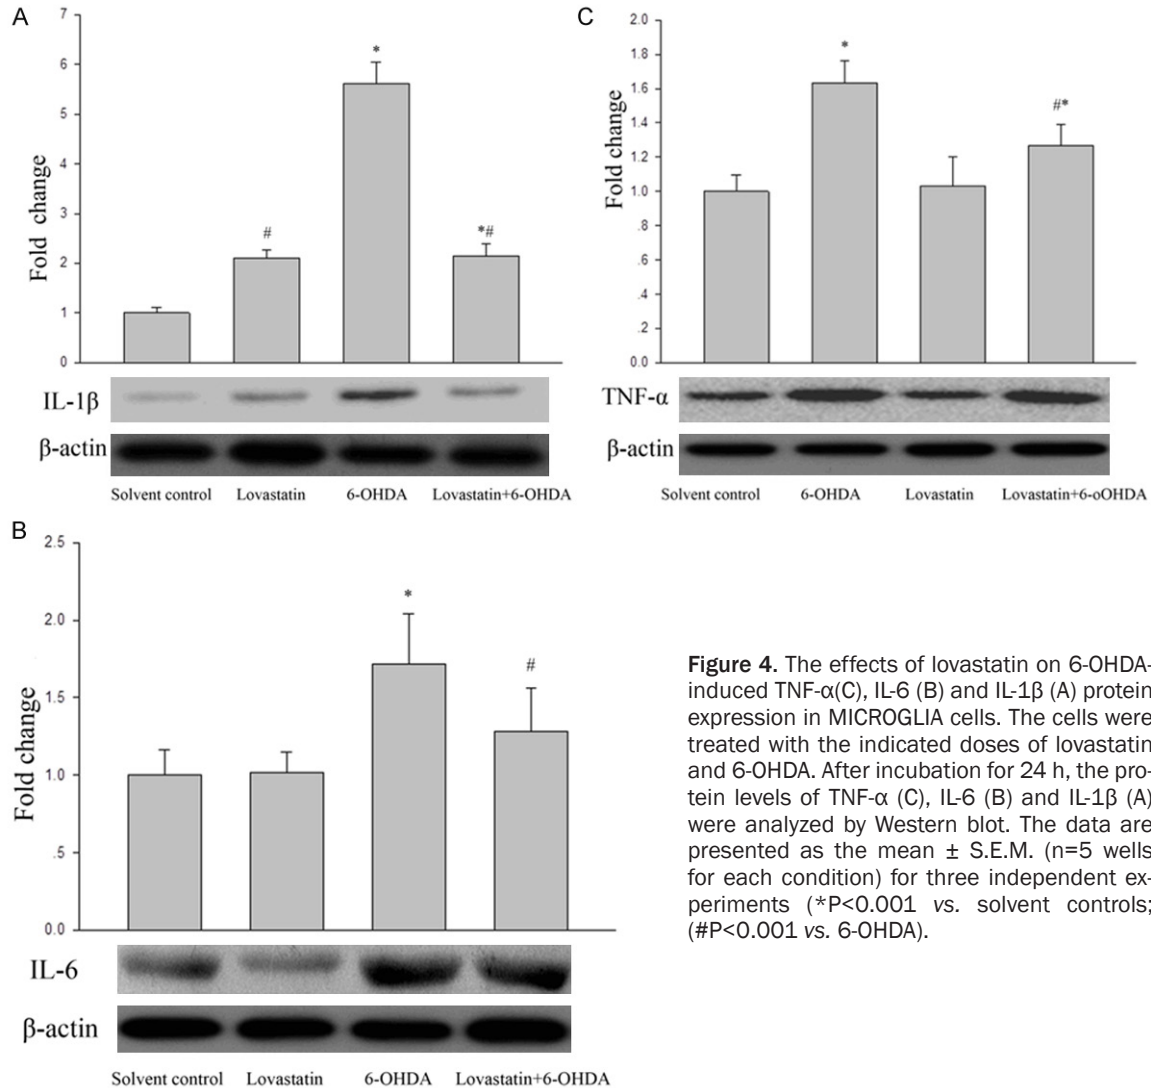 A
7
6
5
4
3
2
1
0
Fold change
*
#
*#
IL-1β
β-actin
Solvent control Lovastatin 6-OHDA Lovastatin+6-OHDA
C
2.0
1.8
1.6
1.4
1.2
1.0
.8
.6
.4
.2
0.0
Fold change
*
#*
TNF-α
β-actin
Solvent control 6-OHDA Lovastatin Lovastatin+6-oOHDA
B
2.5
2.0
1.5
1.0
.5
0.0
Fold change
*
#
IL-6
β-actin
Solvent control Lovastatin 6-OHDA Lovastatin+6-OHDA
Figure 4. The effects of lovastatin on 6-OHDA-
induced TNF-α(C), IL-6 (B) and IL-1β (A) protein
expression in MICROGLIA cells. The cells were
treated with the indicated doses of lovastatin
and 6-OHDA. After incubation for 24 h, the pro-
tein levels of TNF-α (C), IL-6 (B) and IL-1β (A)
were analyzed by Western blot. The data are
presented as the mean ± S.E.M. (n=5 wells
for each condition) for three independent ex-
periments (*P<0.001 vs. solvent controls;
(#P<0.001 vs. 6-OHDA).